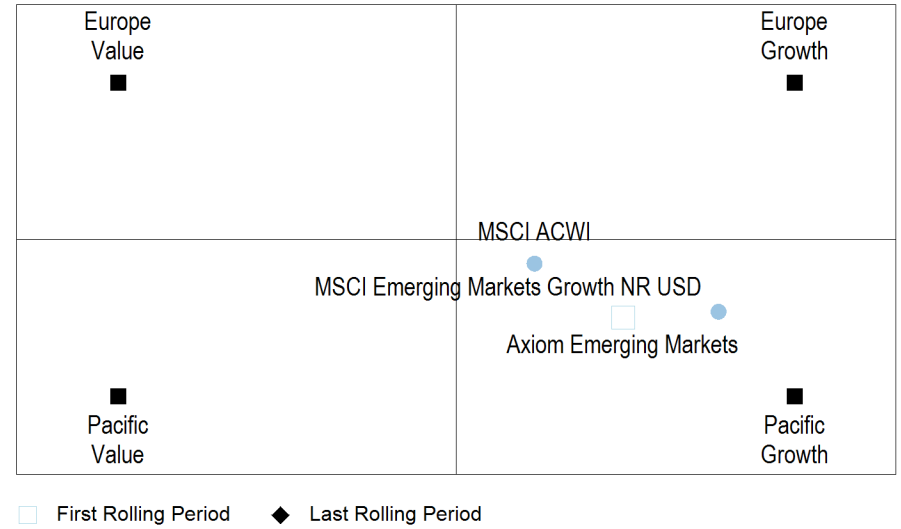 Europe
Value
Europe
Growth
MSCI ACWI
MSCI Emerging Markets Growth NR USD
Axiom Emerging Markets
Pacific
Value
Pacific
Growth
First Rolling Period
Last Rolling Period